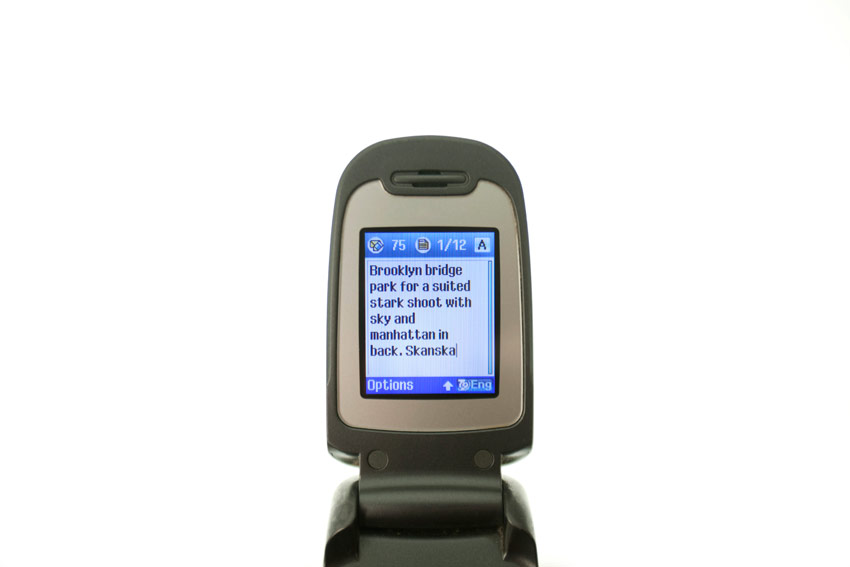 75 1/12 A
Brooklyn bridge
park for a suited
stark shoot with
sky and
manhattan in
back. Skanska
Options Eng